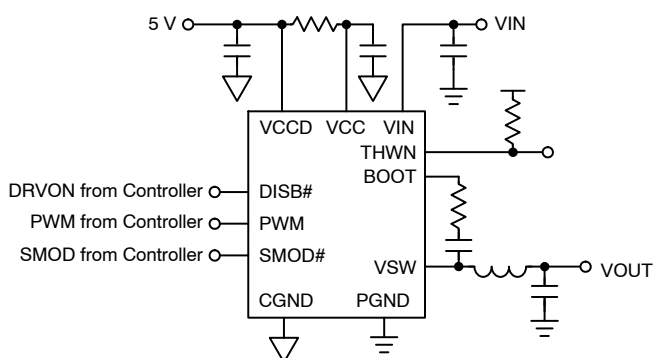 5 V
VIN
VCCD
VCC
VIN
THWN
BOOT
DRVON from Controller
DISB#
PWM from Controller
PWM
SMOD from Controller
SMOD#
VSW
VOUT
CGND
PGND